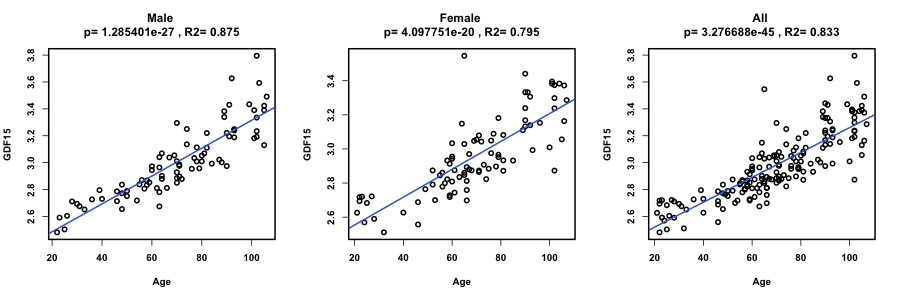 Male
p= 1.285401e-27 , R2= 0.875
GDF15
3.8
3.6
3.4
3.2
3.0
2.8
2.6
20 40 60 80 100
Age
Female
p= 4.097751e-20 , R2= 0.795
GDF15
3.4
3.2
3.0
2.8
2.6
20 40 60 80 100
Age
All
p= 3.276688e-45 , R2= 0.833
GDF15
3.8
3.6
3.4
3.2
3.0
2.8
2.6
20 40 60 80 100
Age